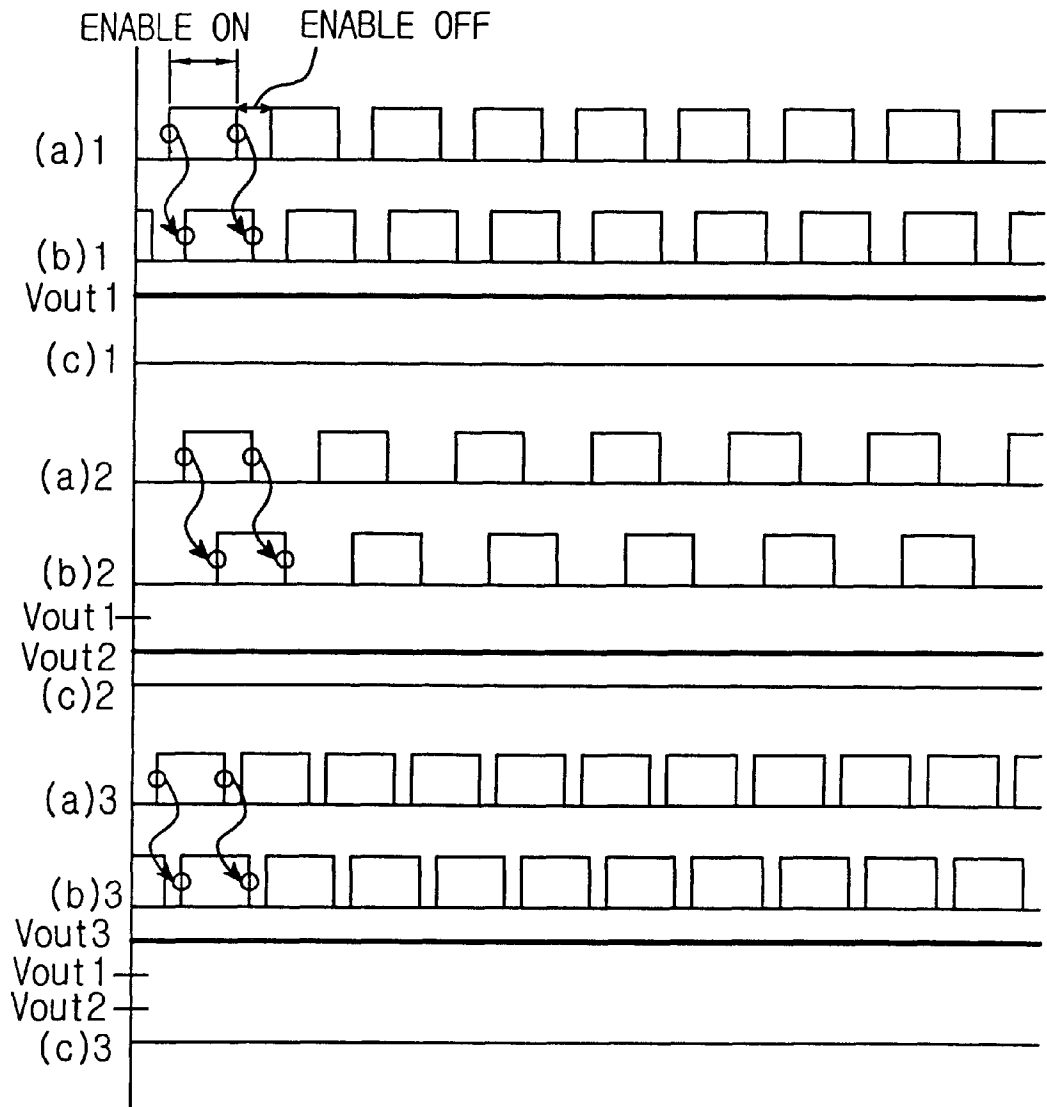 ENABLE ON ENABLE OFF
(a)1
(b)1
Vout1
(c)1
(a)2
(b)2
Vout1
Vout2
(c)2
(a)3
(b)3
Vout3
Vout1
Vout2
(c)3